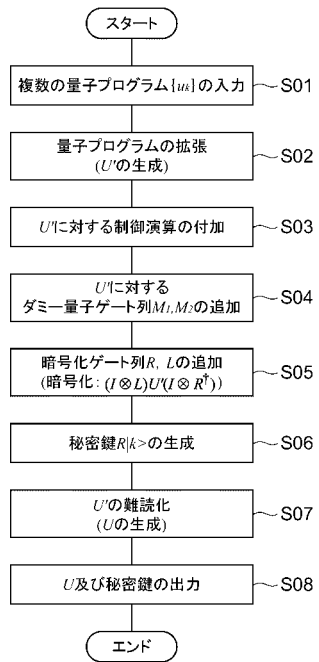 スタート
複数の量子プログラム{uk}の入力
S01
量子プログラムの拡張
(U'の生成)
S02
U'に対する制御演算の付加
S03
U'に対する
ダミー量子ゲート列M1,M2の追加
S04
暗号化ゲート列R, Lの追加
(暗号化: (I⊗L)U'(I⊗R†))
S05
秘密鍵R|k>の生成
S06
U'の難読化
(Uの生成)
S07
U及び秘密鍵の出力
S08
エンド